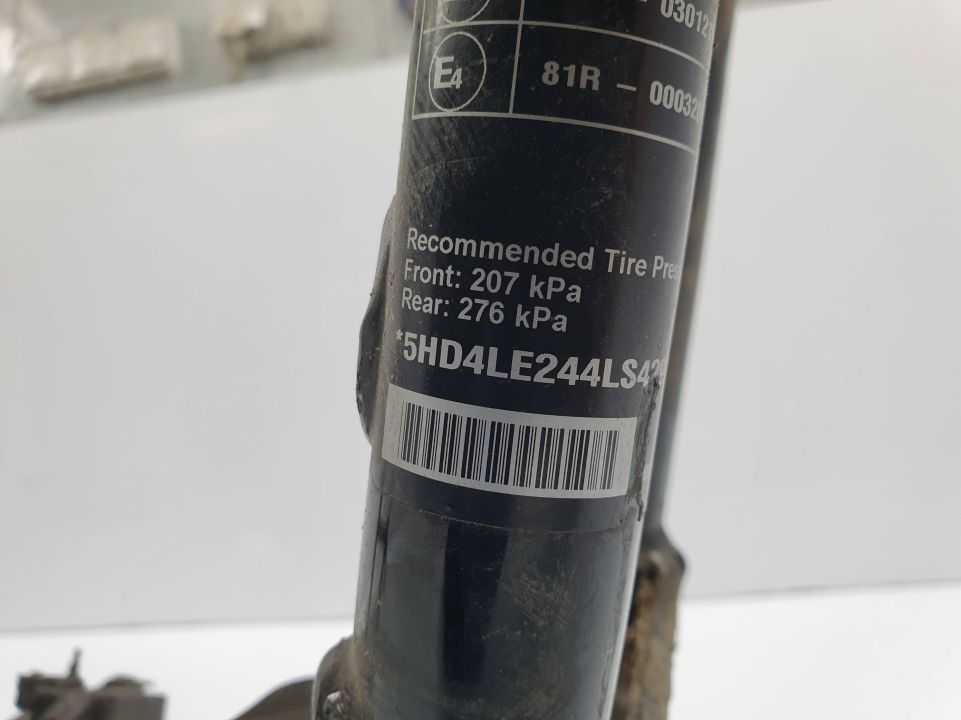 03012
E4 81R - 00032
Recommended Tire Pres
Front: 207 kPa
Rear: 276 kPa
*5HD4LE244LS42